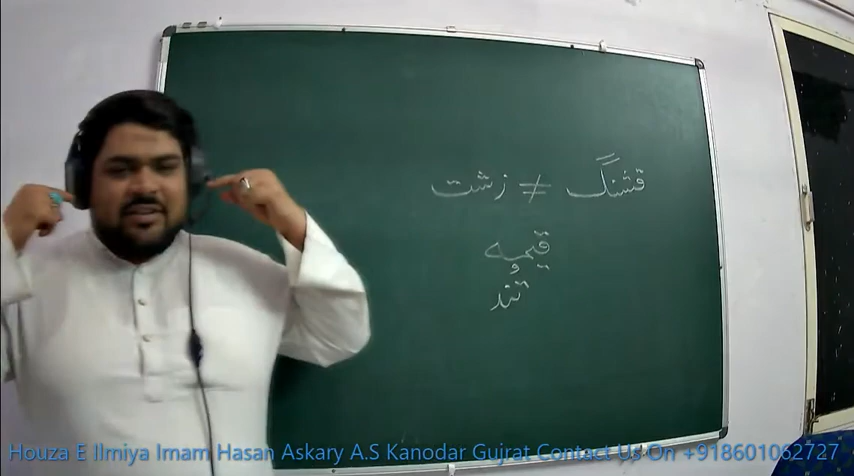 قشنگ ≠ زشت
قیمه
تند
Houza E Ilmiya Imam Hasan Askary A.S Kanodar Gujrat Contact Us On +918601062727